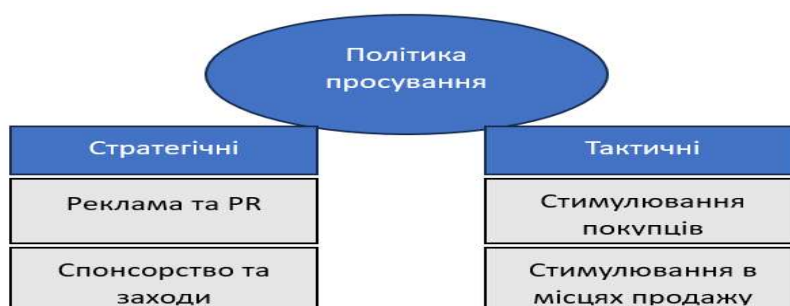 Політика
просування
Стратегічні
Тактичні
Реклама та PR
Стимулювання
покупців
Спонсорство та
заходи
Стимулювання в
місцях продажу